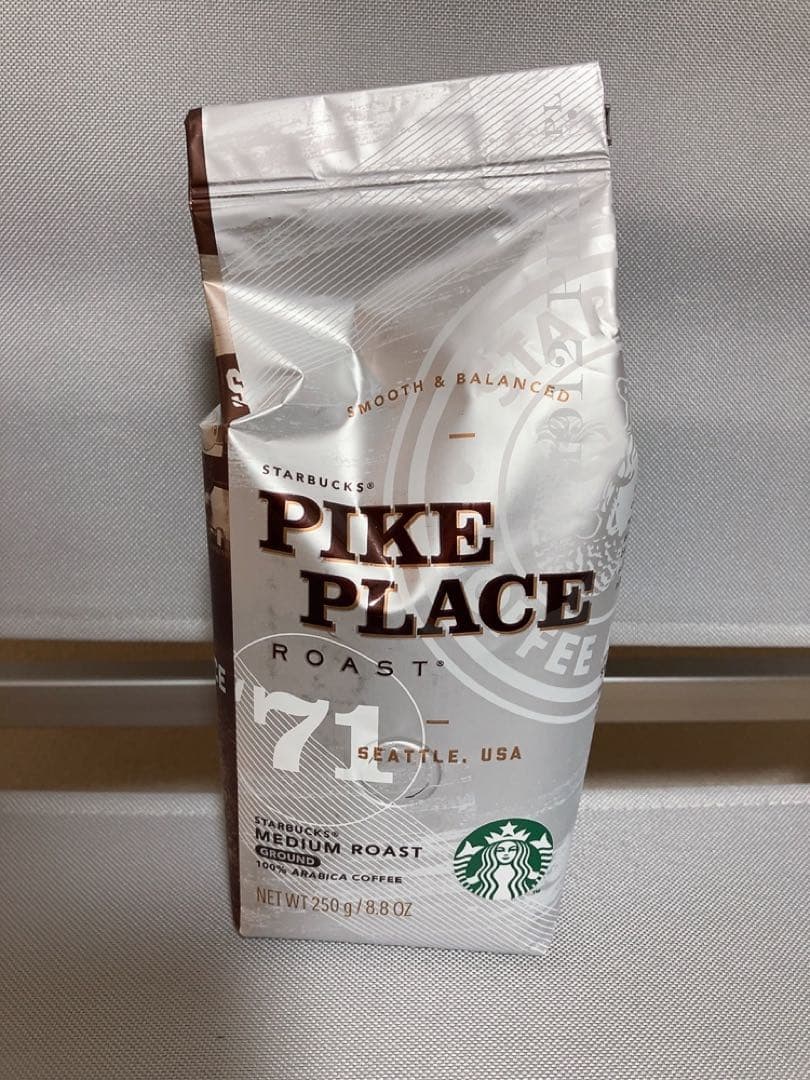 SMOOTH & BALANCED
STARBUCKS®
PIKE
PLACE
ROAST®
'71
SEATTLE, USA
STARBUCKS®
MEDIUM ROAST
GROUND
100% ARABICA COFFEE
NET WT 250 g / 8.8 OZ